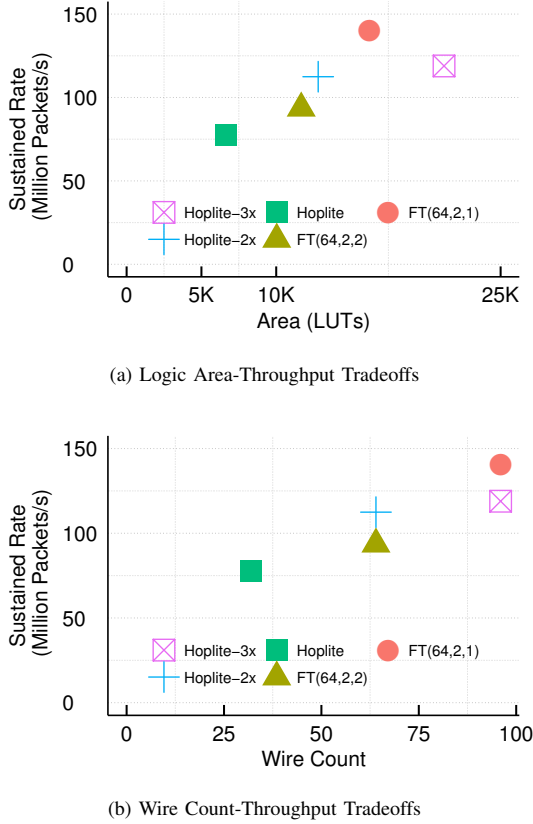 150
100
50
0
Sustained Rate
(Million Packets/s)
Hoplite−3x Hoplite FT(64,2,1)
Hoplite−2x FT(64,2,2)
0 5K 10K 25K
Area (LUTs)
(a) Logic Area-Throughput Tradeoffs
150
100
50
0
Sustained Rate
(Million Packets/s)
Hoplite−3x Hoplite FT(64,2,1)
Hoplite−2x FT(64,2,2)
0 25 50 75 100
Wire Count
(b) Wire Count-Throughput Tradeoffs